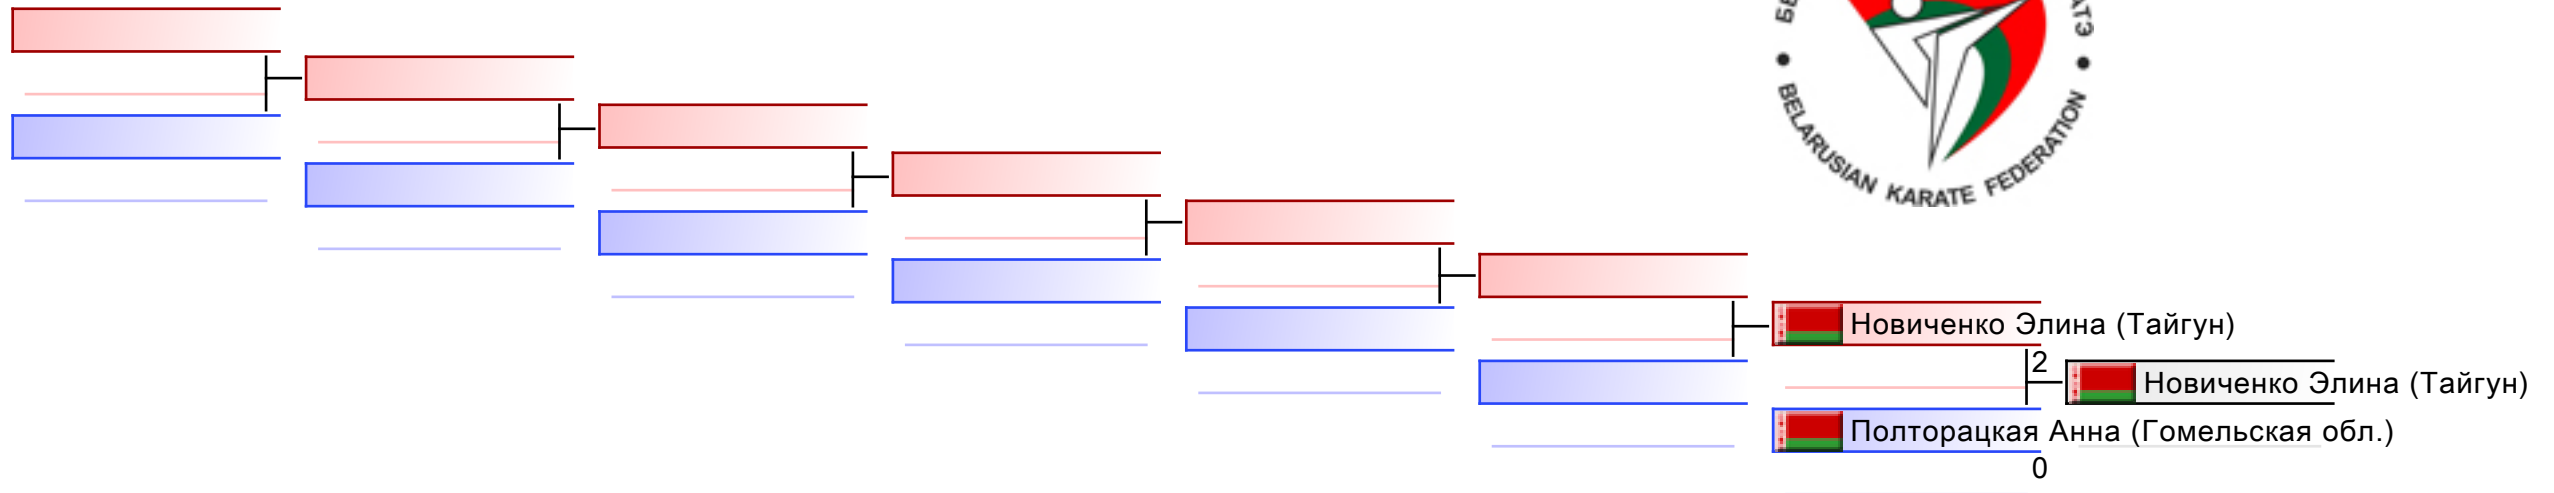 BELARUSIAN KARATE FEDERATION
Новиченко Элина (Тайгун)
2
Новиченко Элина (Тайгун)
Полторацкая Анна (Гомельская обл.)
0